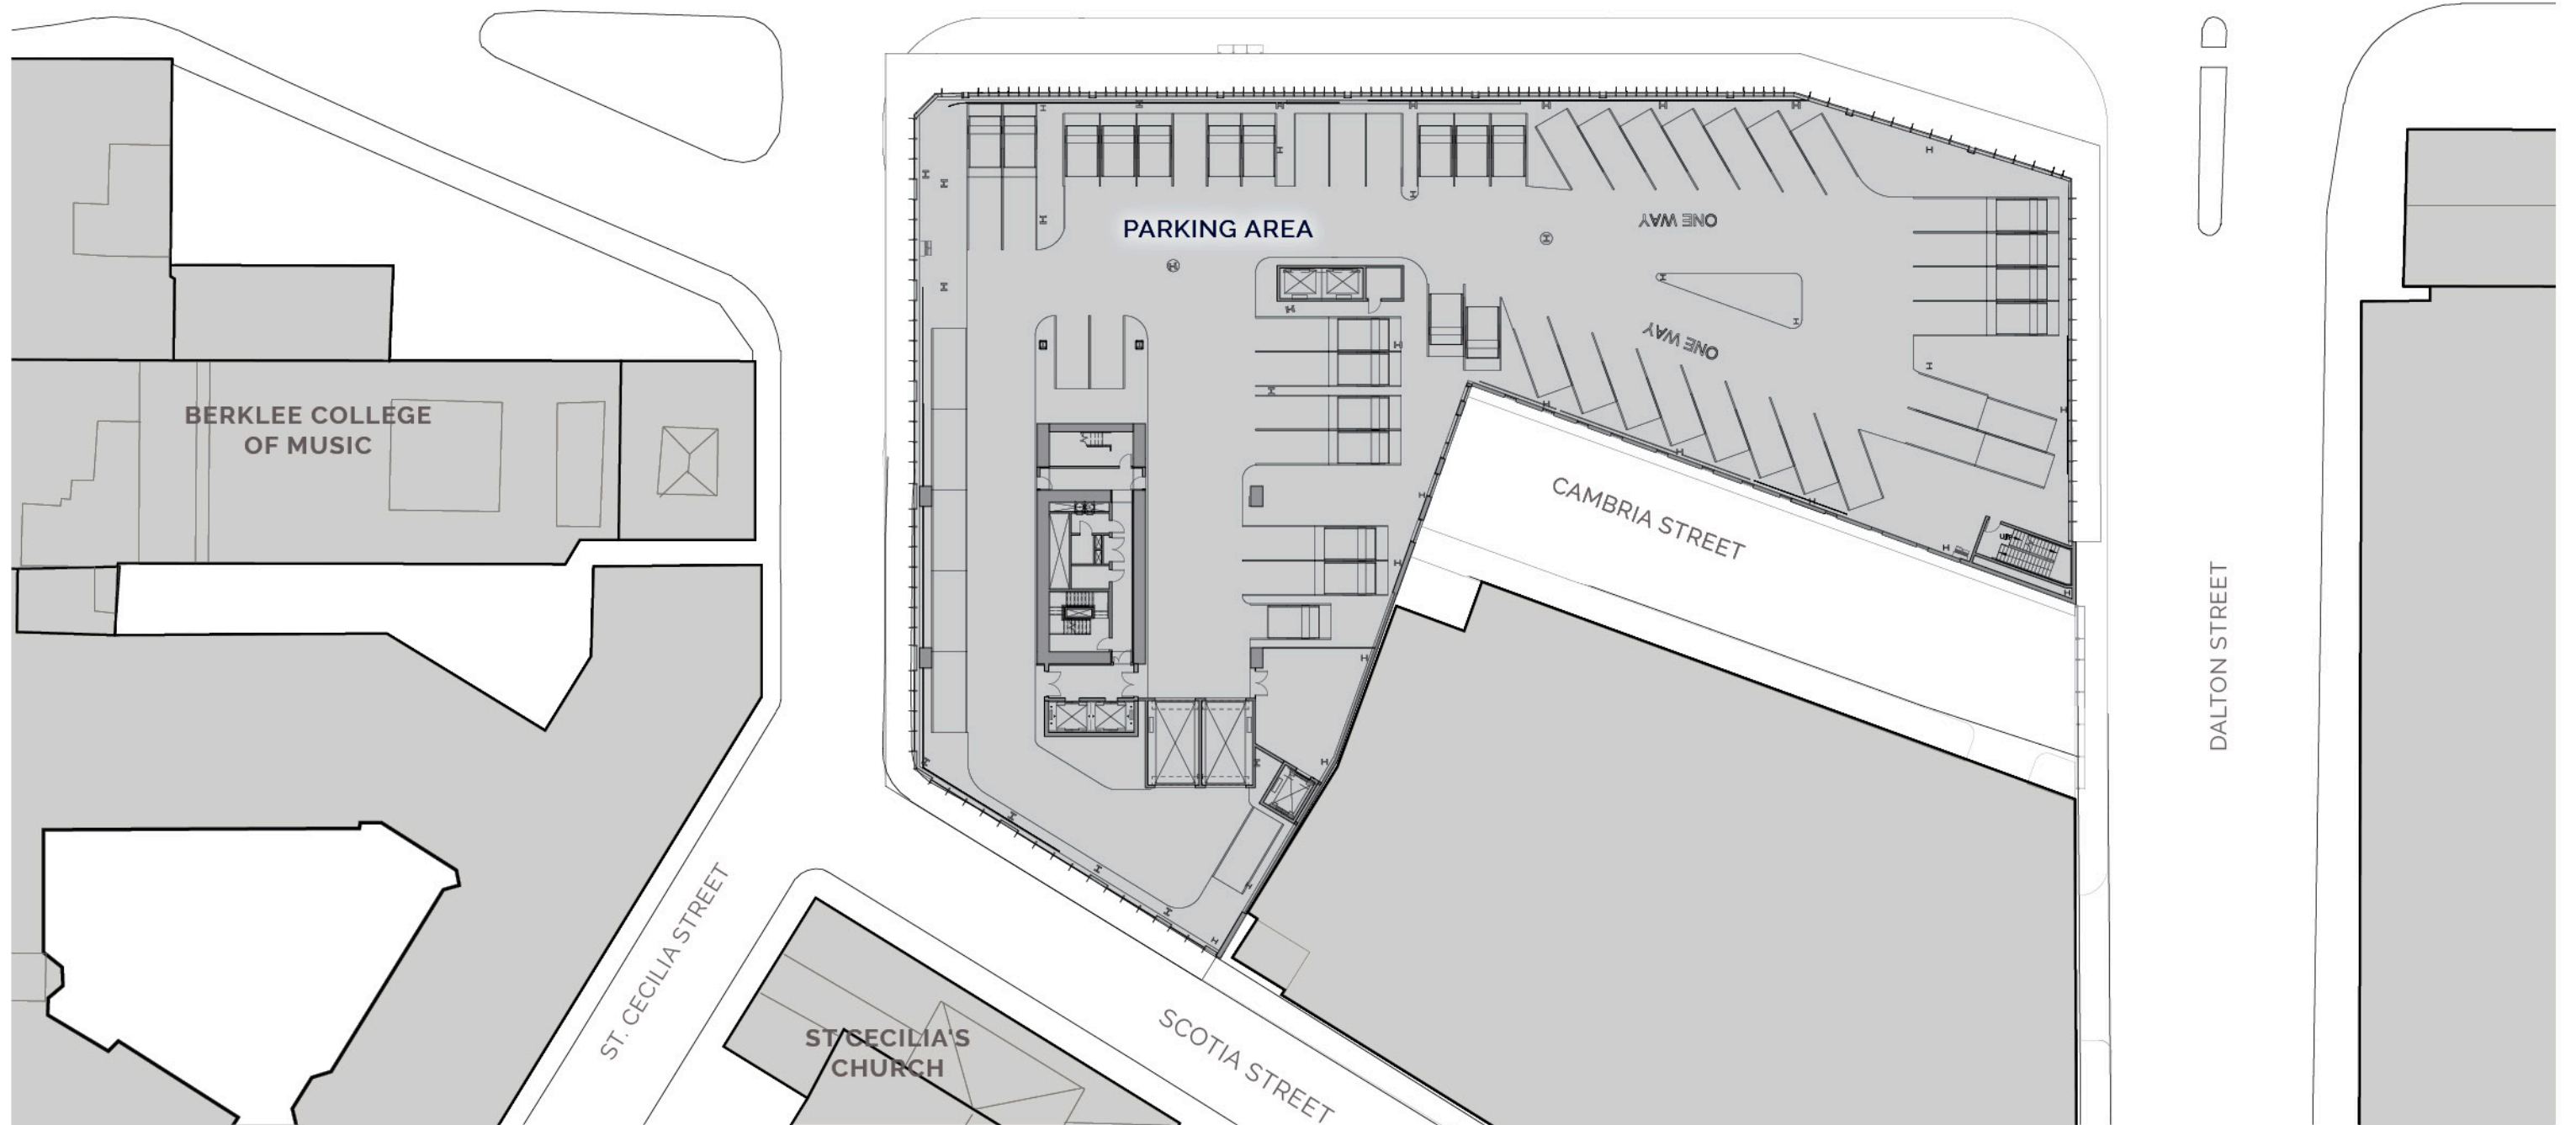 PARKING AREA
ONE WAY
ONE WAY
BERKLEE COLLEGE
OF MUSIC
CAMBRIA STREET
DALTON STREET
ST. CECILIA STREET
ST CECILIA'S
CHURCH
SCOTIA STREET